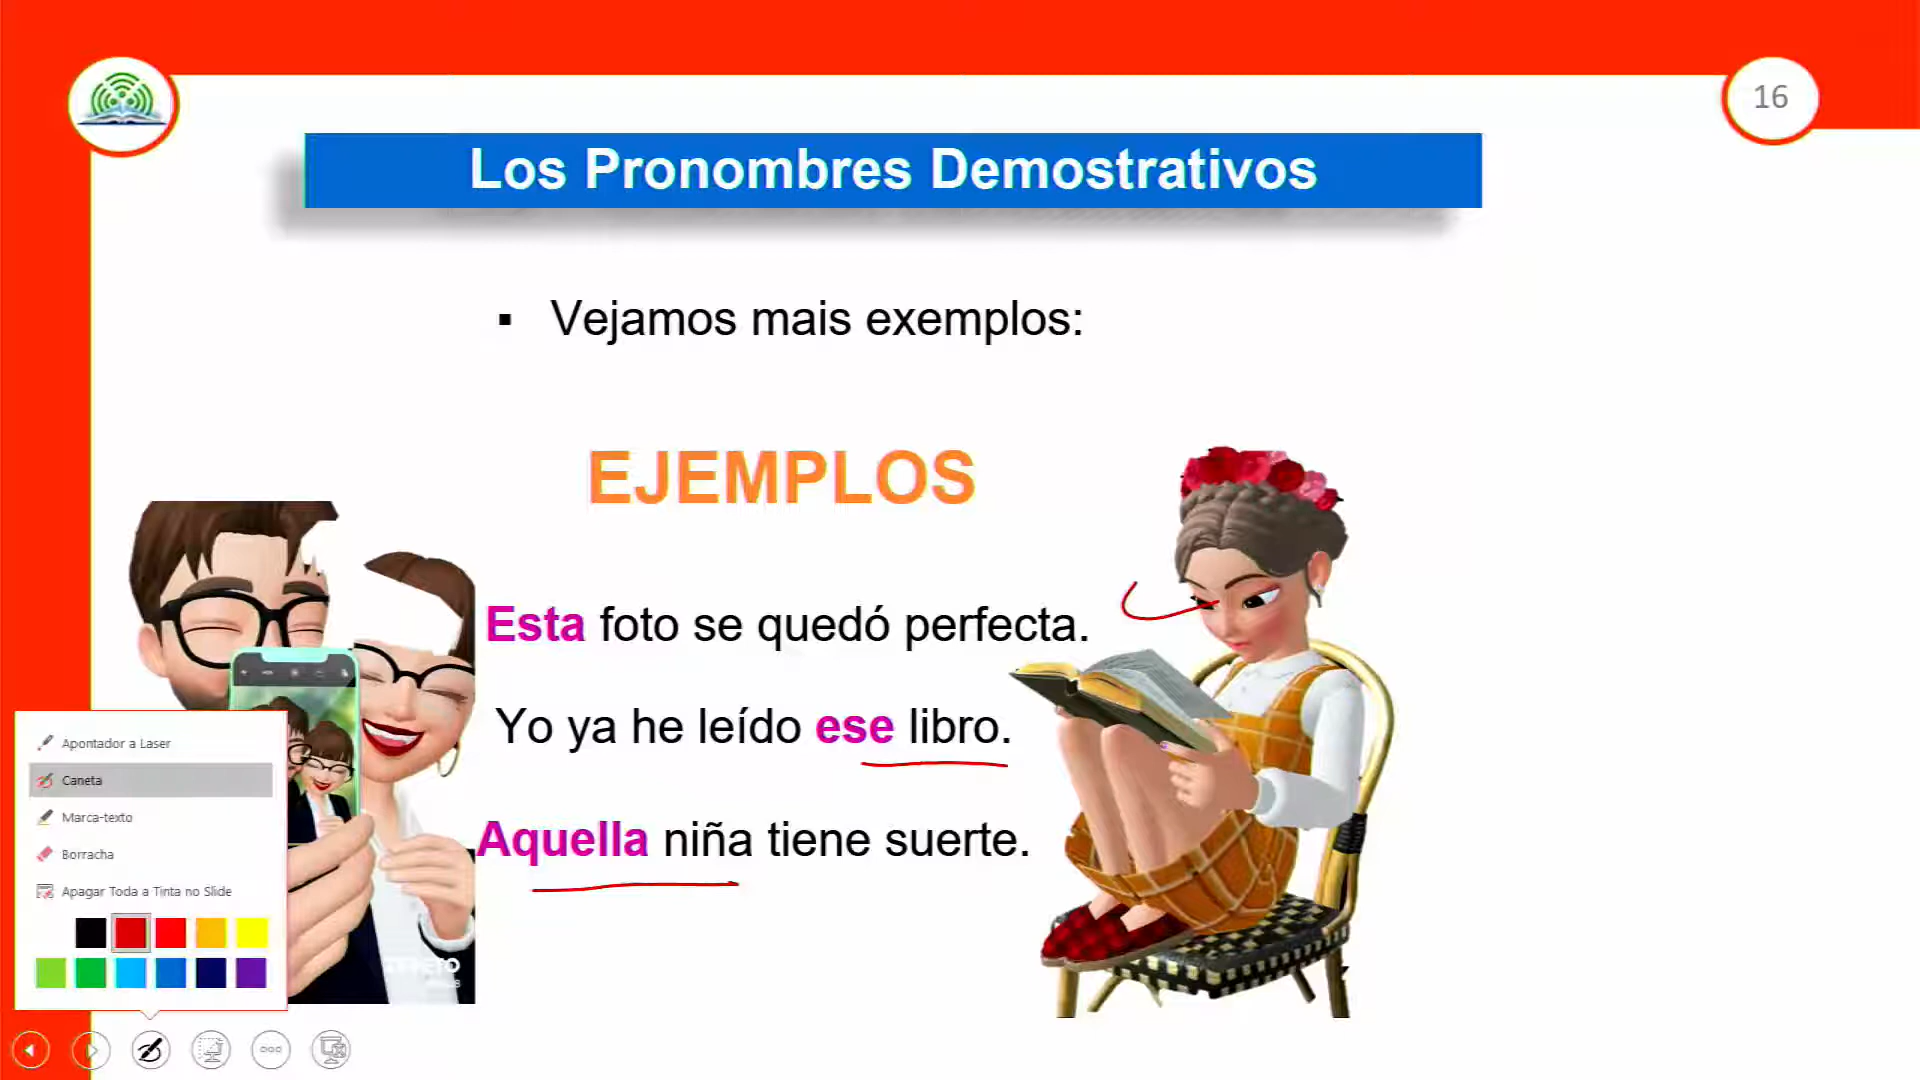 16
Los Pronombres Demostrativos
▪ Vejamos mais exemplos:
EJEMPLOS
Esta foto se quedó perfecta.
Yo ya he leído ese libro.
Aquella niña tiene suerte.
Apontador a Laser
Caneta
Marca-texto
Borracha
Apagar Toda a Tinta no Slide